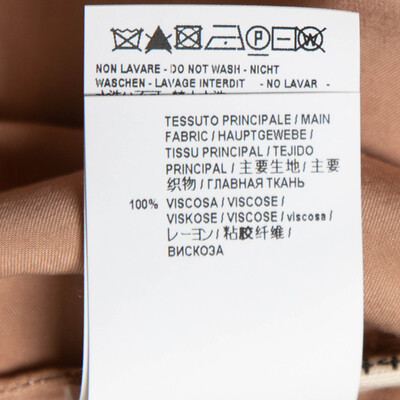 P
NON LAVARE - DO NOT WASH - NICHT
WASCHEN - LAVAGE INTERDIT - NO LAVAR -
TESSUTO PRINCIPALE / MAIN
FABRIC / HAUPTGEWEBE /
TISSU PRINCIPAL / TEJIDO
PRINCIPAL / 主要生地 / 主要
织物 / ГЛАВНАЯ ТКАНЬ
100% VISCOSA / VISCOSE /
VISKOSE / VISCOSE / viscosa /
レーヨン / 粘胶纤维 /
ВИСКОЗА